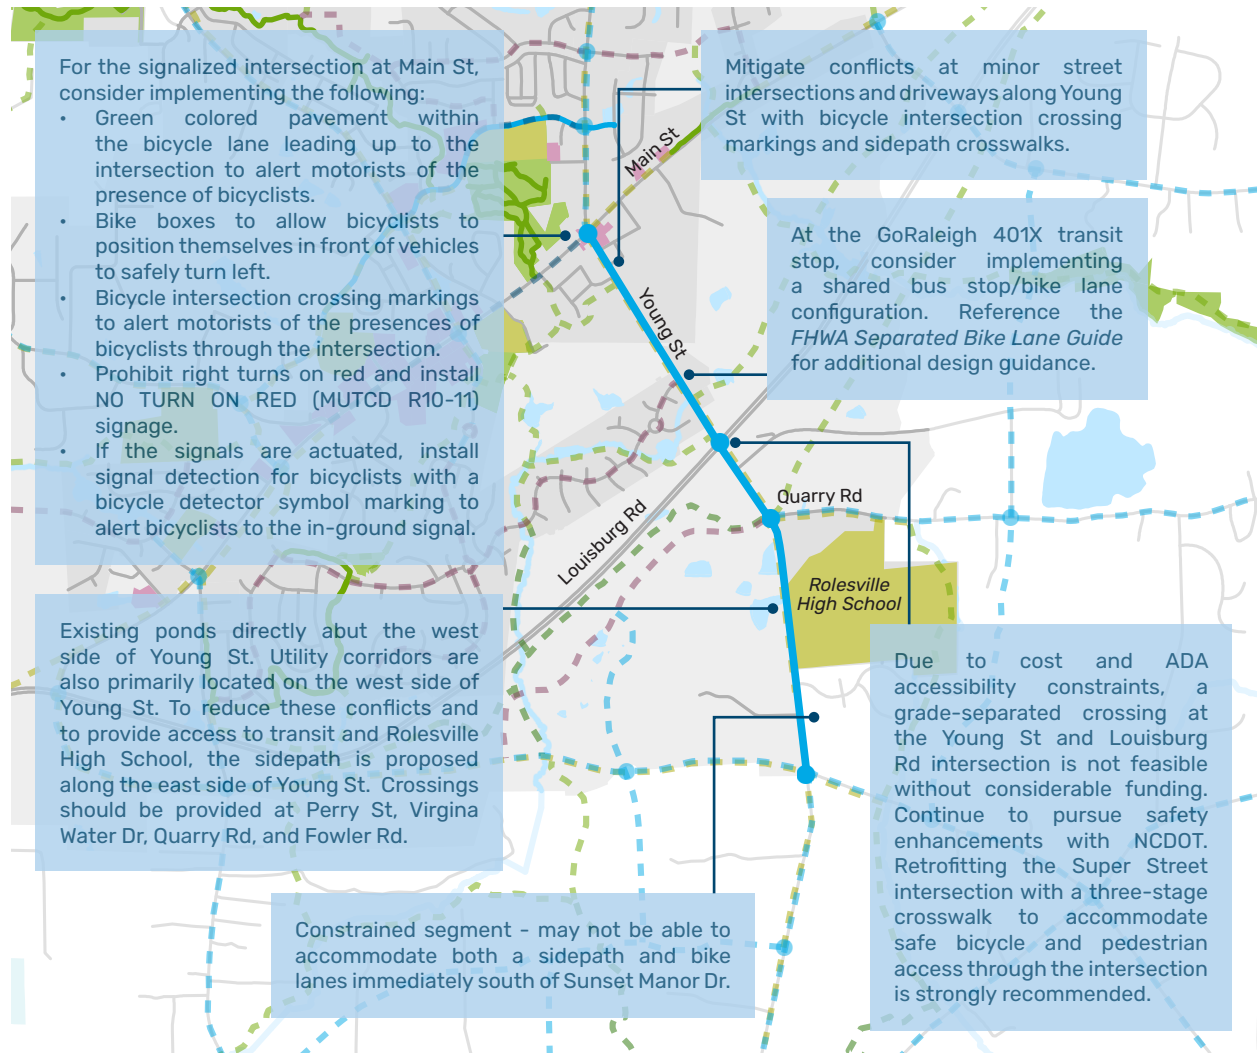 For the signalized intersection at Main St,
consider implementing the following:
• Green colored pavement within
the bicycle lane leading up to the
intersection to alert motorists of the
presence of bicyclists.
• Bike boxes to allow bicyclists to
position themselves in front of vehicles
to safely turn left.
• Bicycle intersection crossing markings
to alert motorists of the presences of
bicyclists through the intersection.
• Prohibit right turns on red and install
NO TURN ON RED (MUTCD R10-11)
signage.
• If the signals are actuated, install
signal detection for bicyclists with a
bicycle detector symbol marking to
alert bicyclists to the in-ground signal.
Mitigate conflicts at minor street
intersections and driveways along Young
St with bicycle intersection crossing
markings and sidepath crosswalks.
At the GoRaleigh 401X transit
stop, consider implementing
a shared bus stop/bike lane
configuration. Reference the
FHWA Separated Bike Lane Guide
for additional design guidance.
Main St
Young St
Louisburg Rd
Quarry Rd
Rolesville
High School
Existing ponds directly abut the west
side of Young St. Utility corridors are
also primarily located on the west side of
Young St. To reduce these conflicts and
to provide access to transit and Rolesville
High School, the sidepath is proposed
along the east side of Young St. Crossings
should be provided at Perry St, Virgina
Water Dr, Quarry Rd, and Fowler Rd.
Due to cost and ADA
accessibility constraints, a
grade-separated crossing at
the Young St and Louisburg
Rd intersection is not feasible
without considerable funding.
Continue to pursue safety
enhancements with NCDOT.
Retrofitting the Super Street
intersection with a three-stage
crosswalk to accommodate
safe bicycle and pedestrian
access through the intersection
is strongly recommended.
Constrained segment - may not be able to
accommodate both a sidepath and bike
lanes immediately south of Sunset Manor Dr.